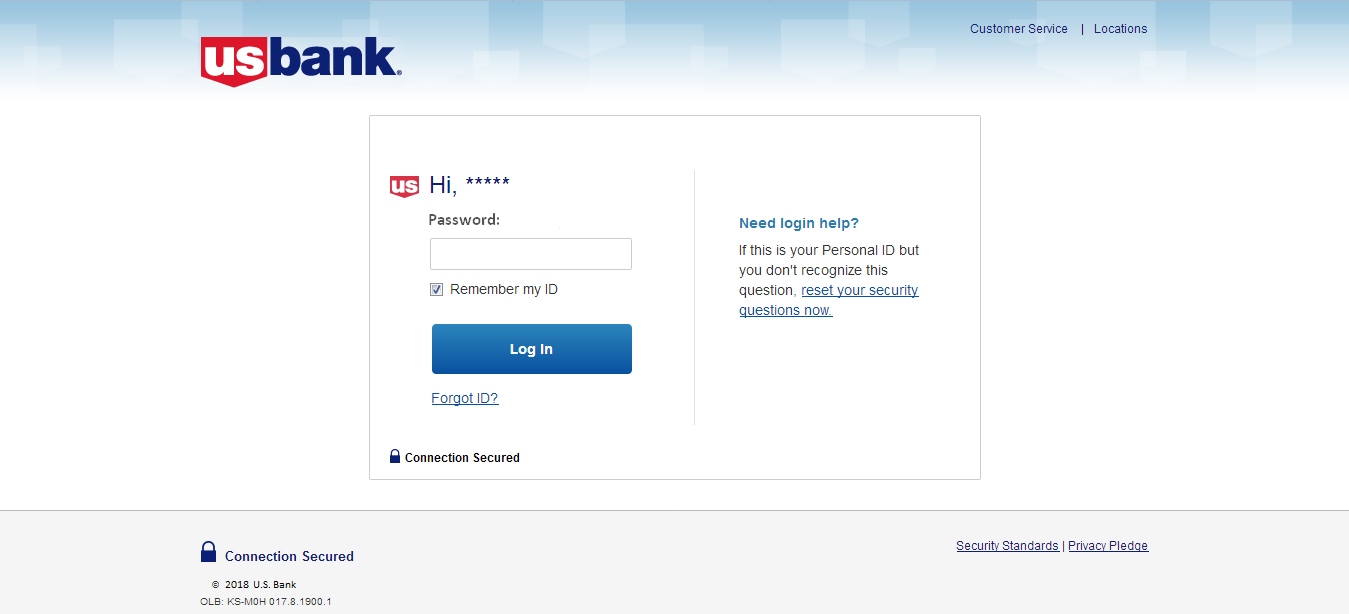 Customer Service | Locations
usbank®
us Hi, *****
Password:
Remember my ID
Log In
Forgot ID?
Connection Secured
Need login help?
If this is your Personal ID but
you don't recognize this
question, reset your security
questions now.
Connection Secured
© 2018 U.S. Bank
OLB: KS-M0H 017.8.1900.1
Security Standards | Privacy Pledge